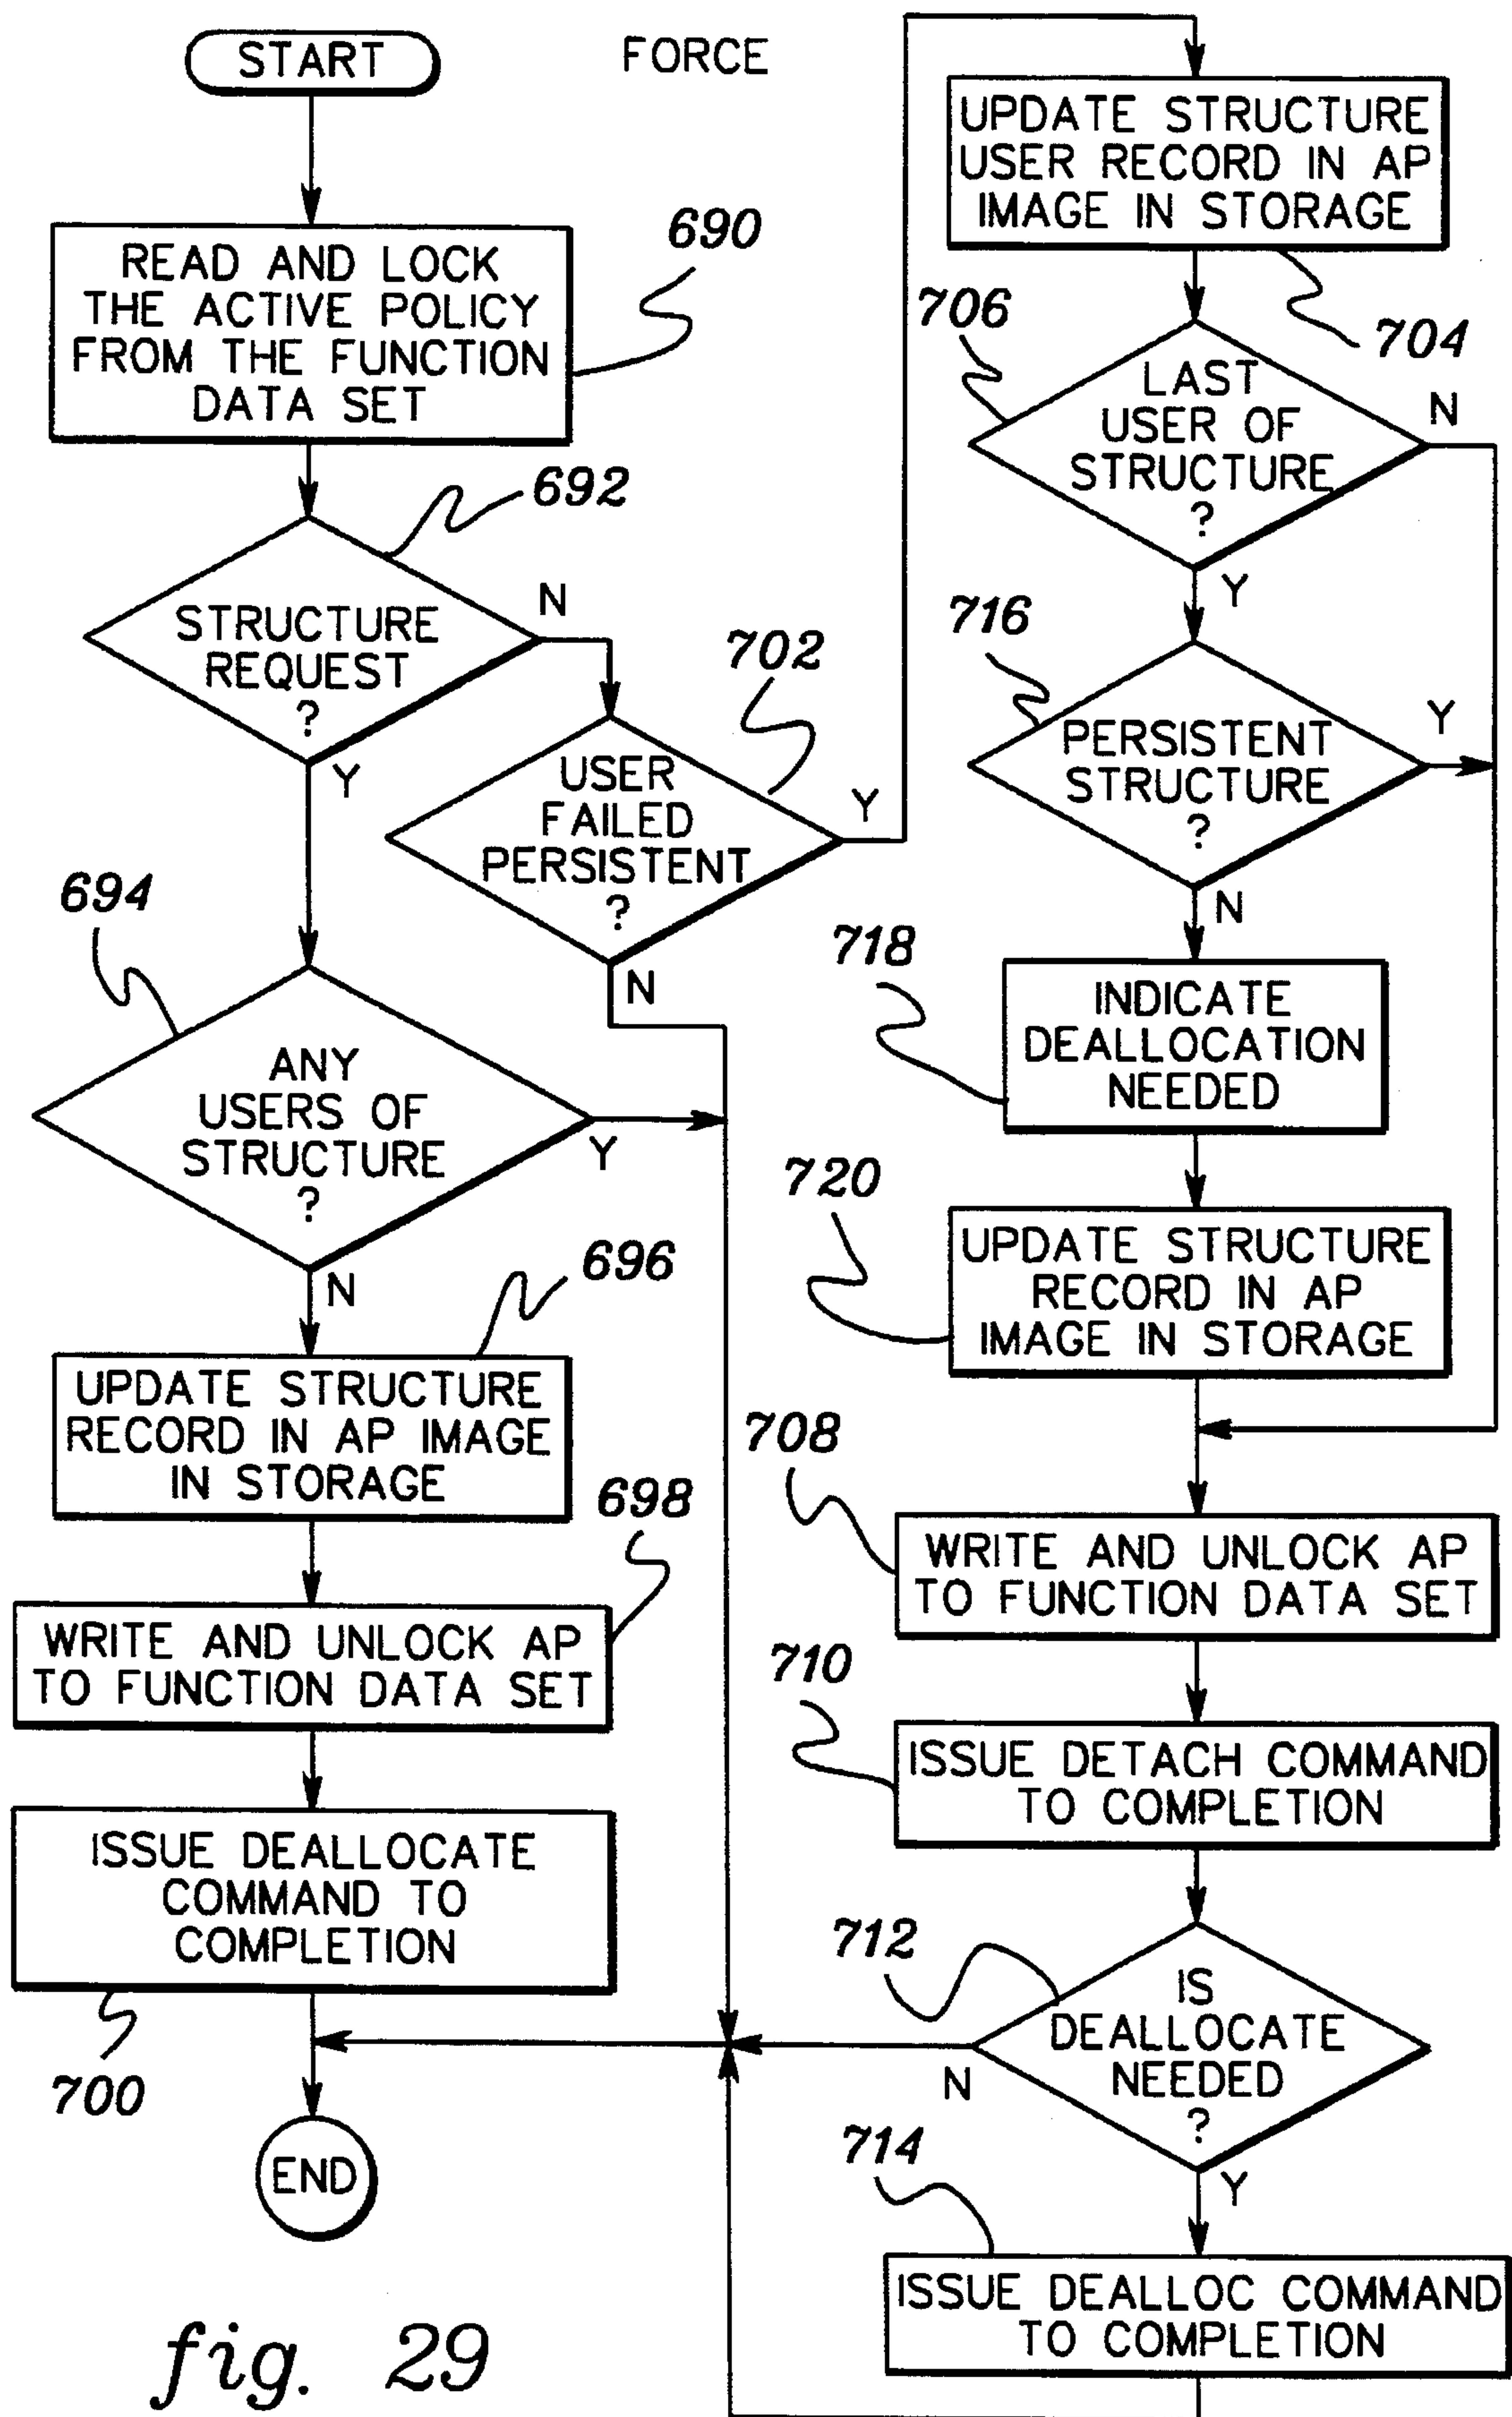 START
FORCE
READ AND LOCK
THE ACTIVE POLICY
FROM THE FUNCTION
DATA SET
690
692
STRUCTURE
REQUEST
?
N
Y
702
USER
FAILED
PERSISTENT
?
Y
N
694
ANY
USERS OF
STRUCTURE
?
Y
N
696
UPDATE STRUCTURE
RECORD IN AP IMAGE
IN STORAGE
698
WRITE AND UNLOCK AP
TO FUNCTION DATA SET
ISSUE DEALLOCATE
COMMAND TO
COMPLETION
700
END
UPDATE STRUCTURE
USER RECORD IN AP
IMAGE IN STORAGE
704
706
LAST
USER OF
STRUCTURE
?
N
Y
716
PERSISTENT
STRUCTURE
?
Y
N
718
INDICATE
DEALLOCATION
NEEDED
720
UPDATE STRUCTURE
RECORD IN AP
IMAGE IN STORAGE
708
WRITE AND UNLOCK AP
TO FUNCTION DATA SET
710
ISSUE DETACH COMMAND
TO COMPLETION
712
IS
DEALLOCATE
NEEDED
?
N
Y
714
ISSUE DEALLOC COMMAND
TO COMPLETION
fig. 29